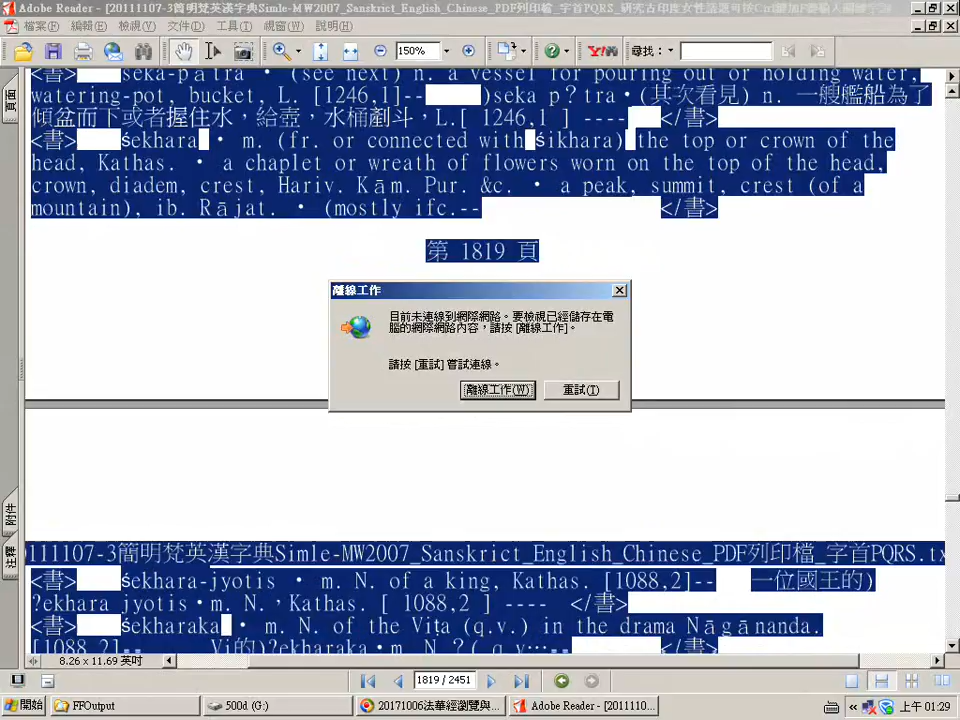 Adobe Reader - [20111107-3簡明梵英漢字典Simle-MW2007_Sanskrict_English_Chinese_PDF列印檔_字首PQRS_研究古印度女性話題可按Ctrl鍵加F鍵輸入關鍵字
檔案(F) 編輯(E) 檢視(V) 文件(D) 工具(T) 視窗(W) 說明(H)
150% 尋找：
頁面
<書> seka-pātra • (see next) n. a vessel for pouring out or holding water,
watering-pot, bucket, L. [1246,1]-- )seka p？tra•(其次看見) n. 一艘艦船為了
傾盆而下或者握住水，給壺，水桶剷斗，L.[ 1246,1 ] ---- </書>
<書> śekhara • m. (fr. or connected with śikhara) the top or crown of the
head, Kathas. • a chaplet or wreath of flowers worn on the top of the head,
crown, diadem, crest, Hariv. Kām. Pur. &c. • a peak, summit, crest (of a
mountain), ib. Rājat. • (mostly ifc.-- </書>
第 1819 頁
離線工作
目前未連線到網際網路。要檢視已經儲存在電
腦的網際網路內容，請按 [離線工作]。
請按 [重試] 嘗試連線。
離線工作(W) 重試(T)
附件
注釋
0111107-3簡明梵英漢字典Simle-MW2007_Sanskrict_English_Chinese_PDF列印檔_字首PQRS.tx
<書> śekhara-jyotis • m. N. of a king, Kathas. [1088,2]-- 一位國王的)
?ekhara jyotis•m. N.，Kathas. [ 1088,2 ] ---- </書>
<書> śekharaka • m. N. of the Viṭa (q.v.) in the drama Nāgānanda.
[1088,2]-- Vi的)?ekharaka•m. N.？( q.v…
8.26 x 11.69 英吋
1819 / 2451
開始 FFOutput 500d (G:) 20171006法華經瀏覽與... Adobe Reader - [2011110... 上午 01:29